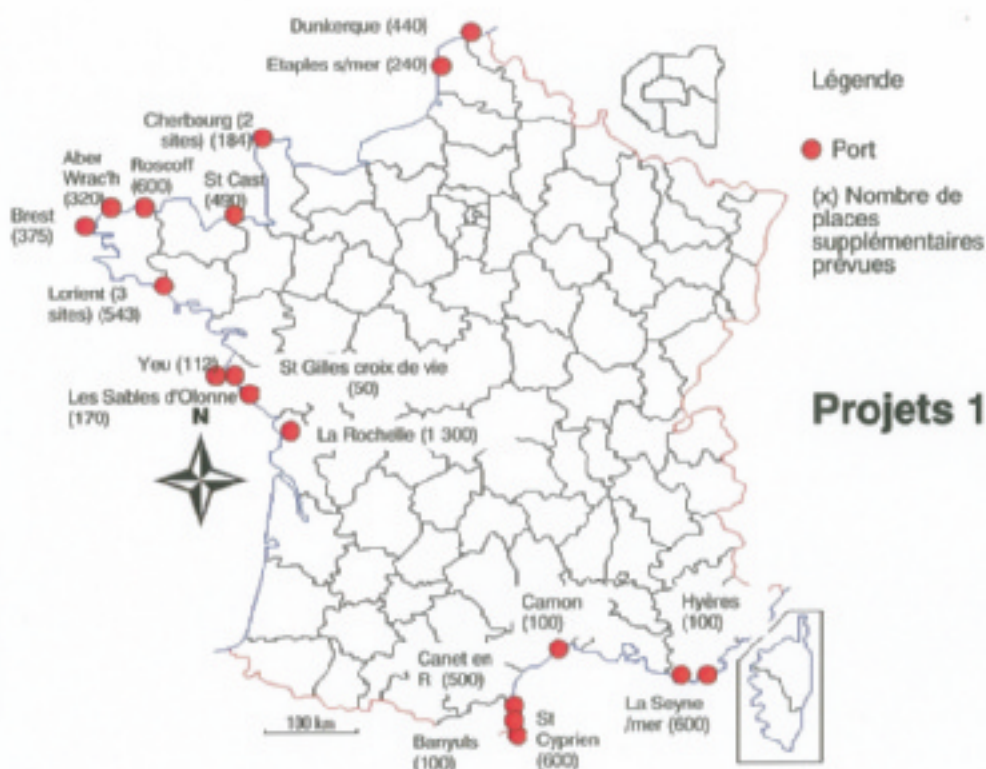 Dunkerque (440)
Etaples s/mer (240)
Cherbourg (2
sites) (184)
Aber
Wrac'h
(320)
Roscoff
(600)
St Cast
(490)
Brest
(375)
Lorient (3
sites) (543)
Yeu (112)
St Gilles croix de vie
(50)
Les Sables d'Olonne
(170)
N
La Rochelle (1 300)
Camon
(100)
Hyères
(100)
Canet en
R (500)
La Seyne
/mer (600)
Banyuls
(100)
St
Cyprien
(600)
100 km
Légende
Port
(x) Nombre de
places
supplémentaires
prévues
Projets 1